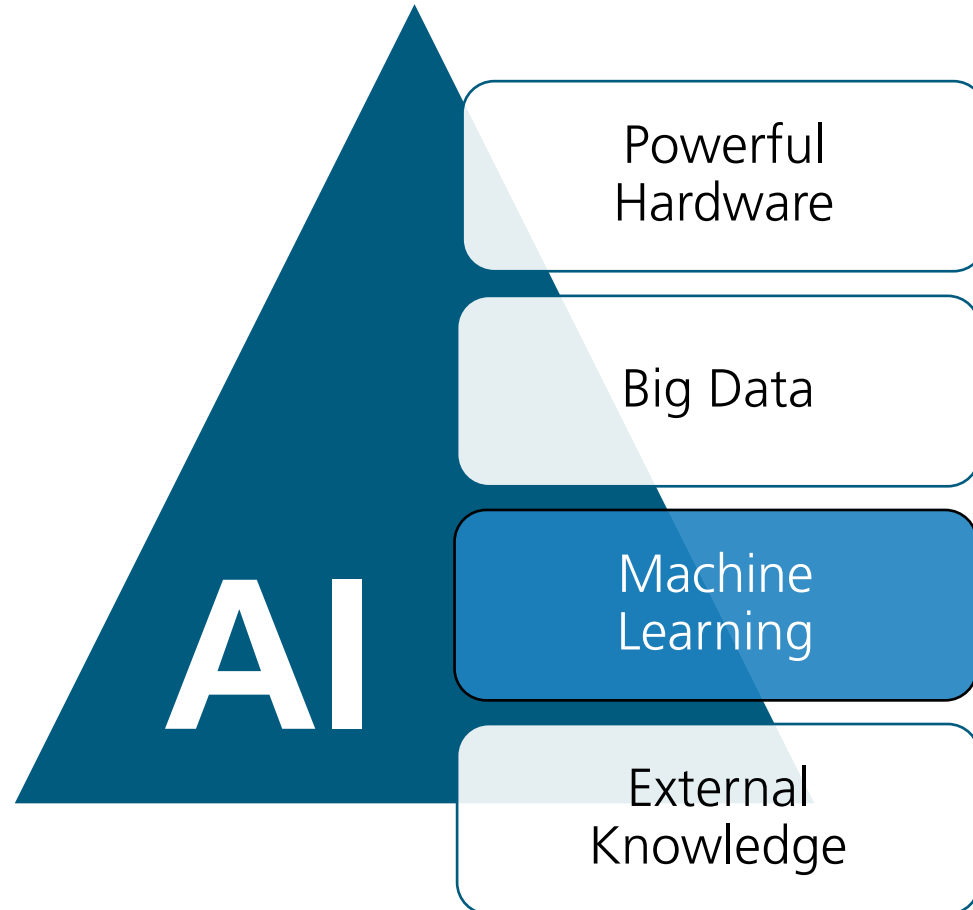 Powerful
Hardware
Big Data
Machine
Learning
AI
External
Knowledge